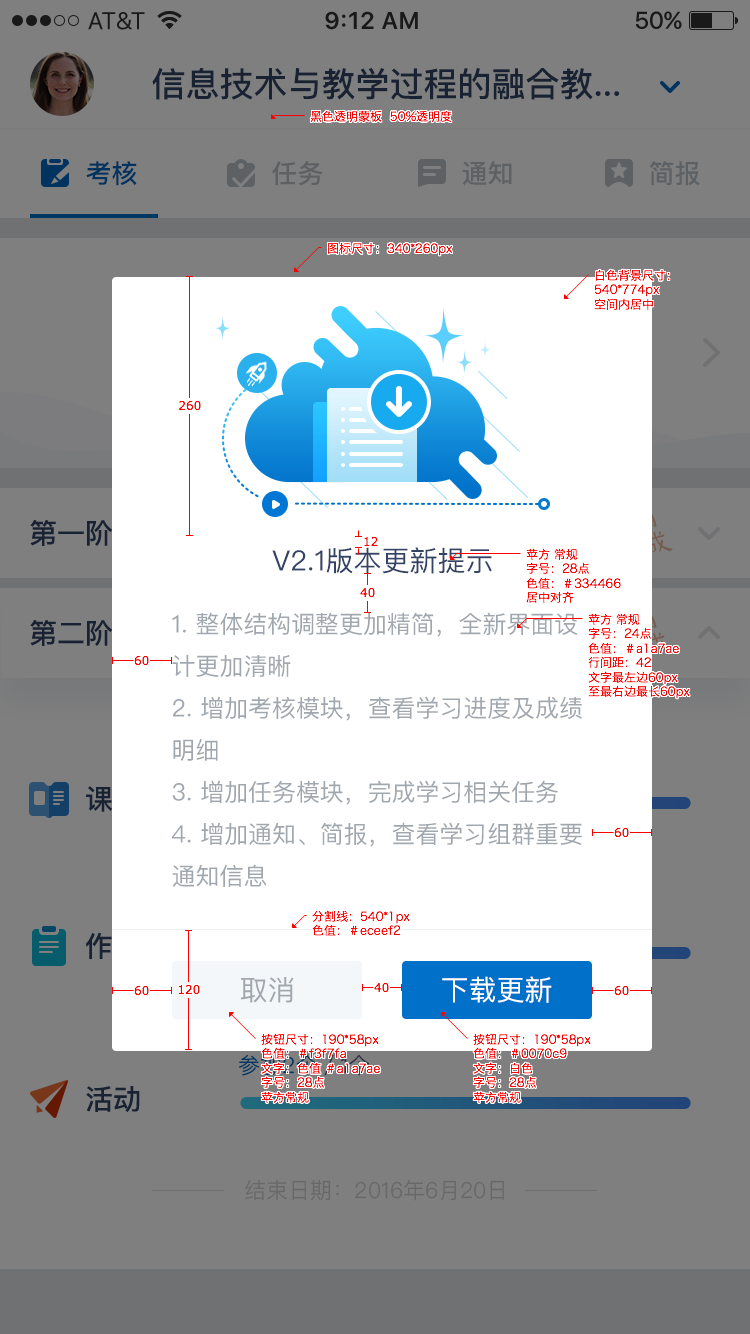 AT&T
9:12 AM
50%
信息技术与教学过程的融合教...
黑色透明蒙板 50%透明度
考核
任务
通知
简报
图标尺寸：340*260px
白色背景尺寸：
540*774px
空间内居中
260
12
V2.1版本更新提示
苹方 常规
字号：28点
色值：#334466
居中对齐
40
第一阶
第二阶
1. 整体结构调整更加精简，全新界面设
计更加清晰
2. 增加考核模块，查看学习进度及成绩
明细
3. 增加任务模块，完成学习相关任务
4. 增加通知、简报，查看学习组群重要
通知信息
苹方 常规
字号：24点
色值：#a1a7ae
行间距：42
文字最左边60px
至最右边最长60px
60
60
课
作
分割线：540*1px
色值：#eceef2
60
120
取消
40
下载更新
60
按钮尺寸：190*58px
色值：#f3f7fa
文字：色值#a1a7ae
字号：28点
苹方常规
按钮尺寸：190*58px
色值：#0070c9
文字：白色
字号：28点
苹方常规
活动
结束日期：2016年6月20日